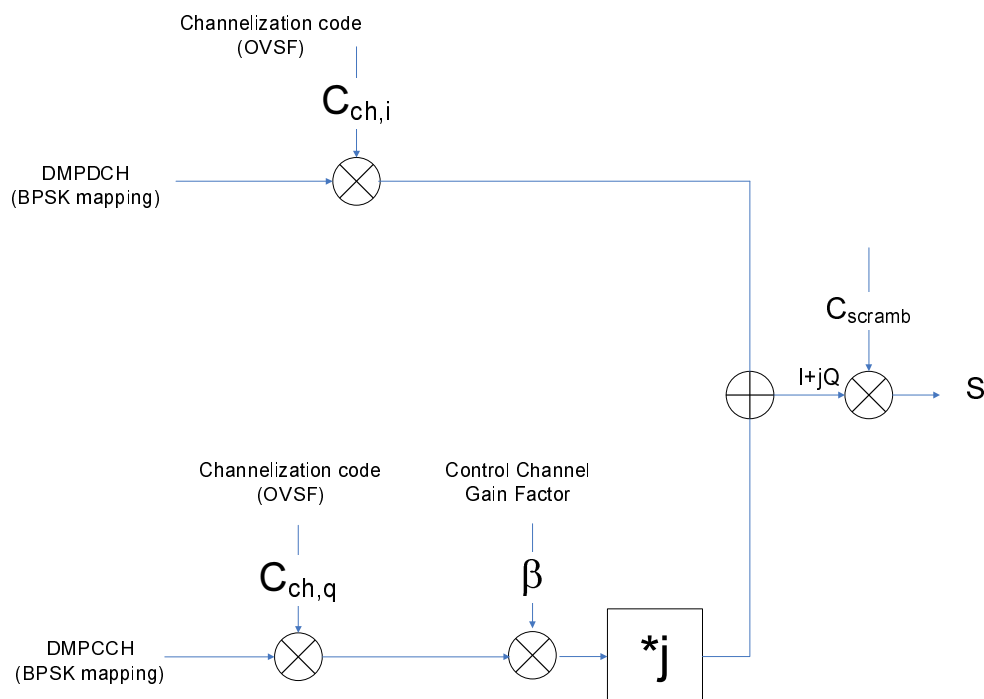 Channelization code
(OVSF)
Cch,i
DMPDCH
(BPSK mapping)
Cscramb
I+jQ
S
Channelization code
(OVSF)
Control Channel
Gain Factor
Cch,q
β
DMPCCH
(BPSK mapping)
*j